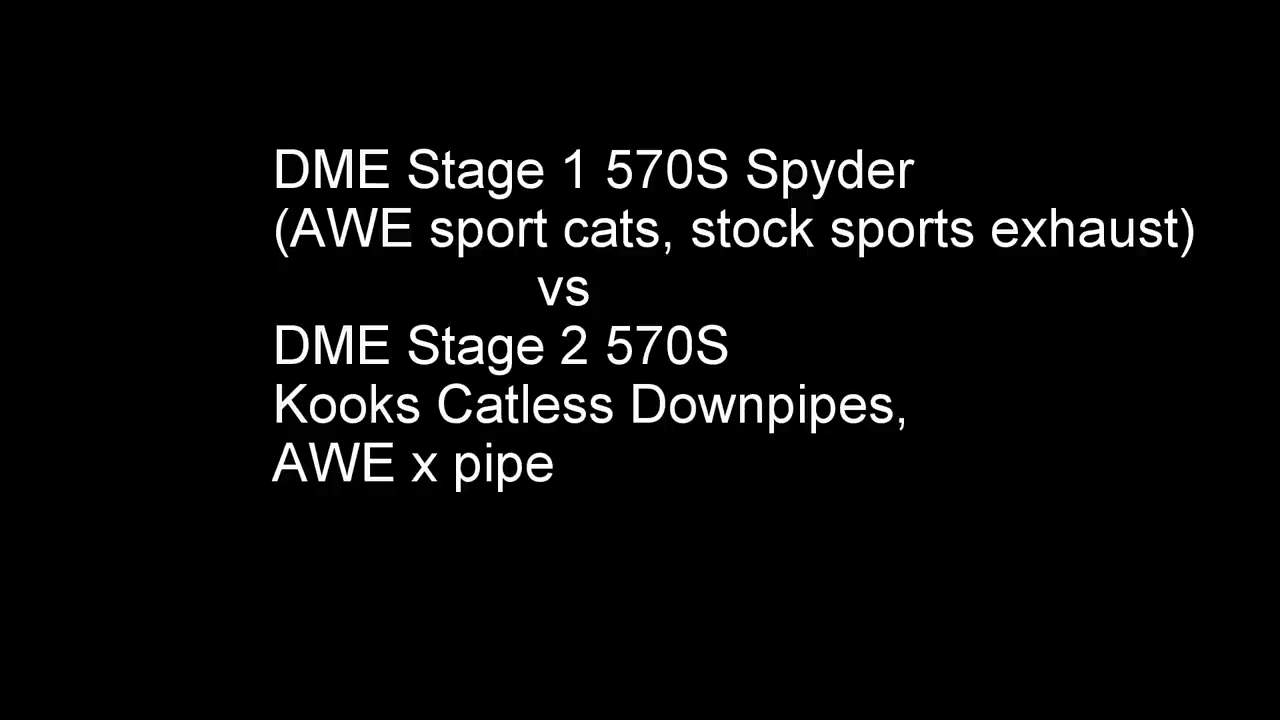 DME Stage 1 570S Spyder
(AWE sport cats, stock sports exhaust)
vs
DME Stage 2 570S
Kooks Catless Downpipes,
AWE x pipe